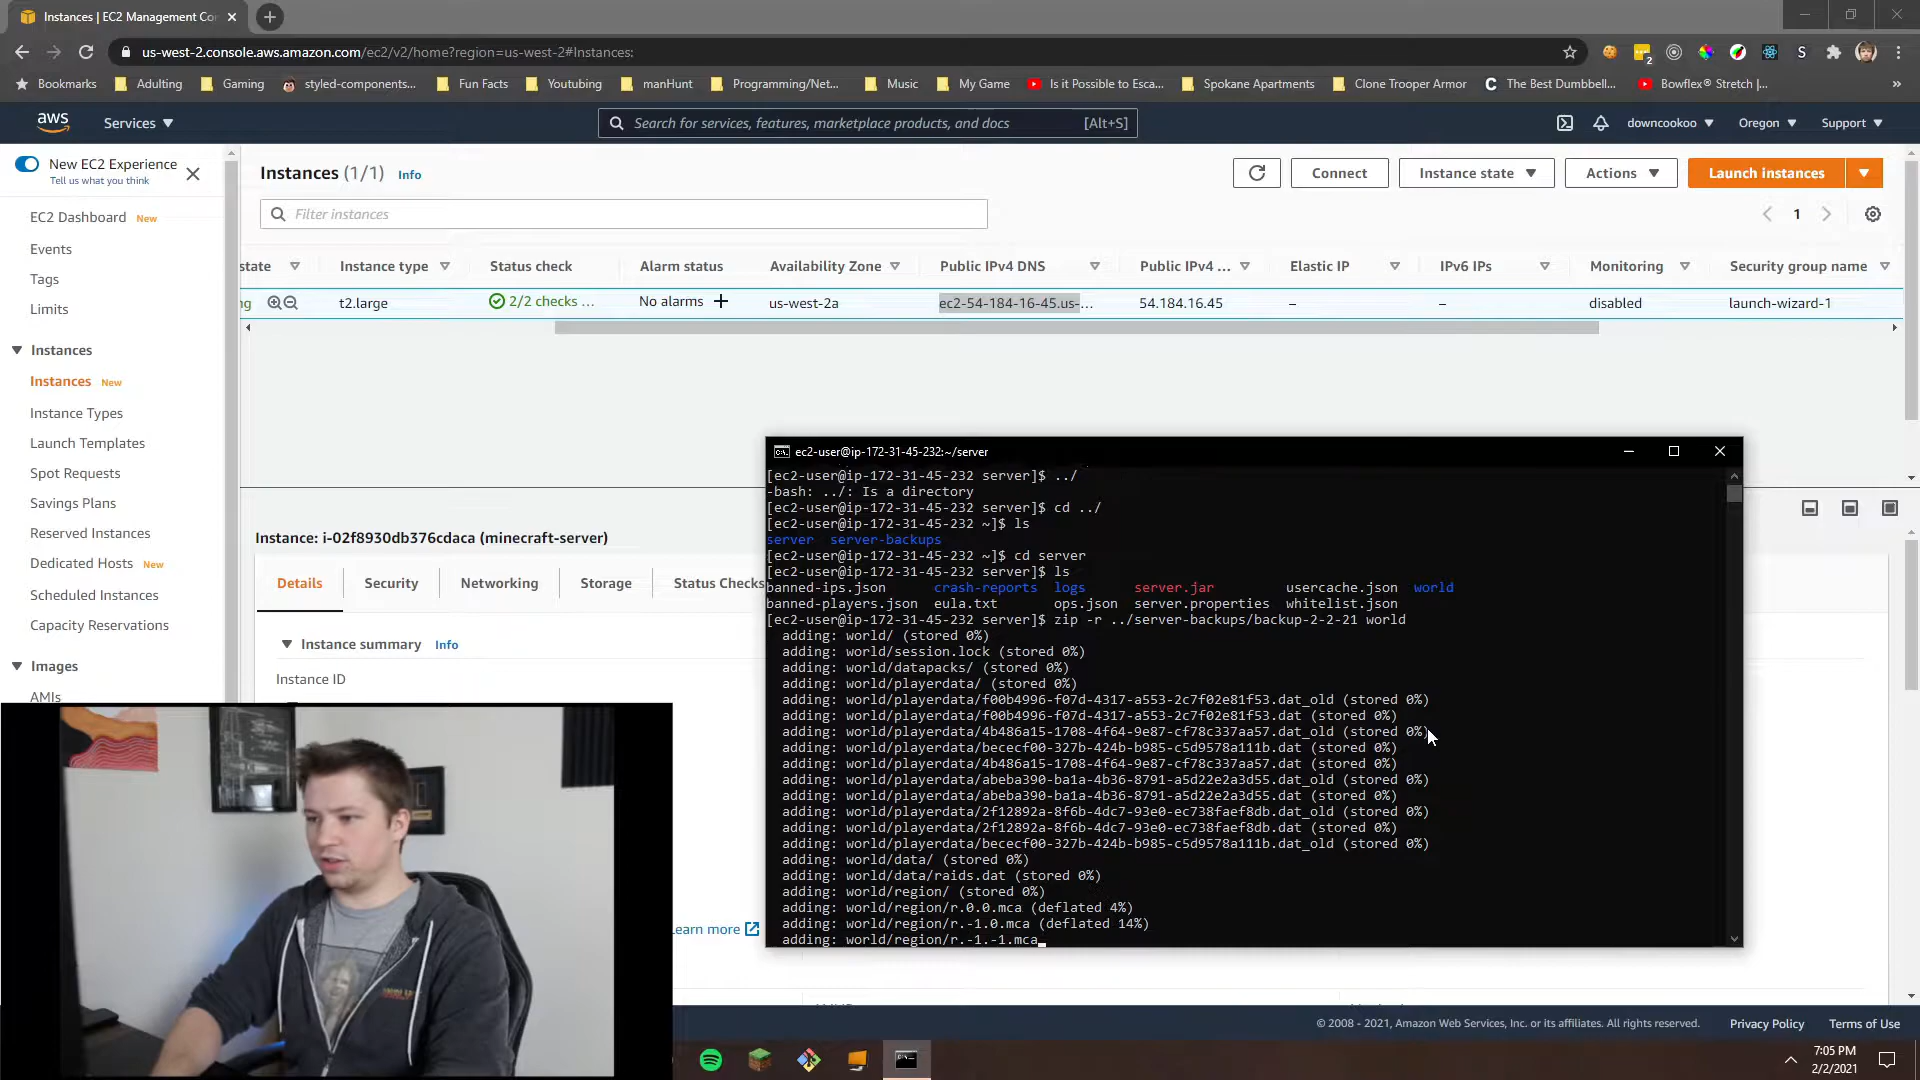 Instances | EC2 Management Co
us-west-2.console.aws.amazon.com/ec2/v2/home?region=us-west-2#Instances:
2
S
Bookmarks
Adulting
Gaming
styled-components...
Fun Facts
Youtubing
manHunt
Programming/Net...
Music
My Game
Is it Possible to Esca...
Spokane Apartments
Clone Trooper Armor
The Best Dumbbell...
Bowflex® Stretch |...
»
aws
Services
Search for services, features, marketplace products, and docs
[Alt+S]
downcookoo
Oregon
Support
New EC2 Experience
Tell us what you think
EC2 Dashboard New
Events
Tags
Limits
Instances
Instances New
Instance Types
Launch Templates
Spot Requests
Savings Plans
Reserved Instances
Dedicated Hosts New
Scheduled Instances
Capacity Reservations
Images
AMIs
Instances (1/1) Info
Connect
Instance state
Actions
Launch instances
Filter instances
1
state
Instance type
Status check
Alarm status
Availability Zone
Public IPv4 DNS
Public IPv4 ...
Elastic IP
IPv6 IPs
Monitoring
Security group name
ng
t2.large
2/2 checks ...
No alarms
us-west-2a
ec2-54-184-16-45.us-...
54.184.16.45
–
–
disabled
launch-wizard-1
Instance: i-02f8930db376cdaca (minecraft-server)
Details
Security
Networking
Storage
Status Checks
Instance summary Info
Instance ID
Learn more
ec2-user@ip-172-31-45-232:~/server
[ec2-user@ip-172-31-45-232 server]$ ../
-bash: ../: Is a directory
[ec2-user@ip-172-31-45-232 server]$ cd ../
[ec2-user@ip-172-31-45-232 ~]$ ls
server server-backups
[ec2-user@ip-172-31-45-232 ~]$ cd server
[ec2-user@ip-172-31-45-232 server]$ ls
banned-ips.json crash-reports logs server.jar usercache.json world
banned-players.json eula.txt ops.json server.properties whitelist.json
[ec2-user@ip-172-31-45-232 server]$ zip -r ../server-backups/backup-2-2-21 world
adding: world/ (stored 0%)
adding: world/session.lock (stored 0%)
adding: world/datapacks/ (stored 0%)
adding: world/playerdata/ (stored 0%)
adding: world/playerdata/f00b4996-f07d-4317-a553-2c7f02e81f53.dat_old (stored 0%)
adding: world/playerdata/f00b4996-f07d-4317-a553-2c7f02e81f53.dat (stored 0%)
adding: world/playerdata/4b486a15-1708-4f64-9e87-cf78c337aa57.dat_old (stored 0%)
adding: world/playerdata/bececf00-327b-424b-b985-c5d9578a111b.dat (stored 0%)
adding: world/playerdata/4b486a15-1708-4f64-9e87-cf78c337aa57.dat (stored 0%)
adding: world/playerdata/abeba390-ba1a-4b36-8791-a5d22e2a3d55.dat_old (stored 0%)
adding: world/playerdata/abeba390-ba1a-4b36-8791-a5d22e2a3d55.dat (stored 0%)
adding: world/playerdata/2f12892a-8f6b-4dc7-93e0-ec738faef8db.dat_old (stored 0%)
adding: world/playerdata/2f12892a-8f6b-4dc7-93e0-ec738faef8db.dat (stored 0%)
adding: world/playerdata/bececf00-327b-424b-b985-c5d9578a111b.dat_old (stored 0%)
adding: world/data/ (stored 0%)
adding: world/data/raids.dat (stored 0%)
adding: world/region/ (stored 0%)
adding: world/region/r.0.0.mca (deflated 4%)
adding: world/region/r.-1.0.mca (deflated 14%)
adding: world/region/r.-1.-1.mca
© 2008 - 2021, Amazon Web Services, Inc. or its affiliates. All rights reserved.
Privacy Policy
Terms of Use
7:05 PM
2/2/2021